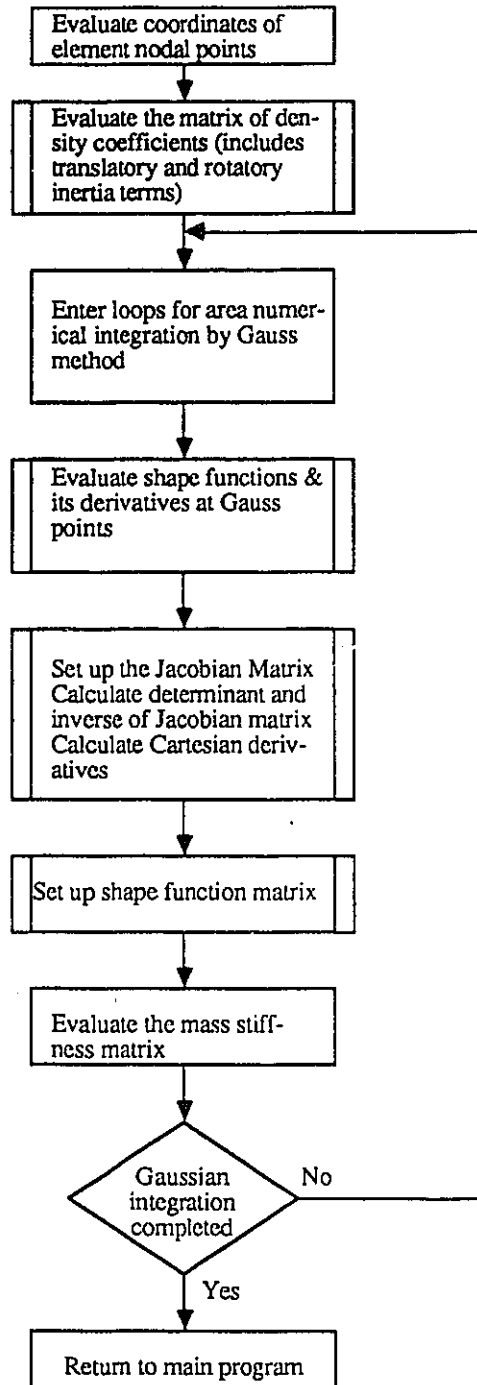 Evaluate coordinates of
element nodal points
Evaluate the matrix of den-
sity coefficients (includes
translatory and rotatory
inertia terms)
Enter loops for area numer-
ical integration by Gauss
method
Evaluate shape functions &
its derivatives at Gauss
points
Set up the Jacobian Matrix
Calculate determinant and
inverse of Jacobian matrix
Calculate Cartesian deriv-
atives
Set up shape function matrix
Evaluate the mass stiff-
ness matrix
Gaussian
integration
completed
No
Yes
Return to main program